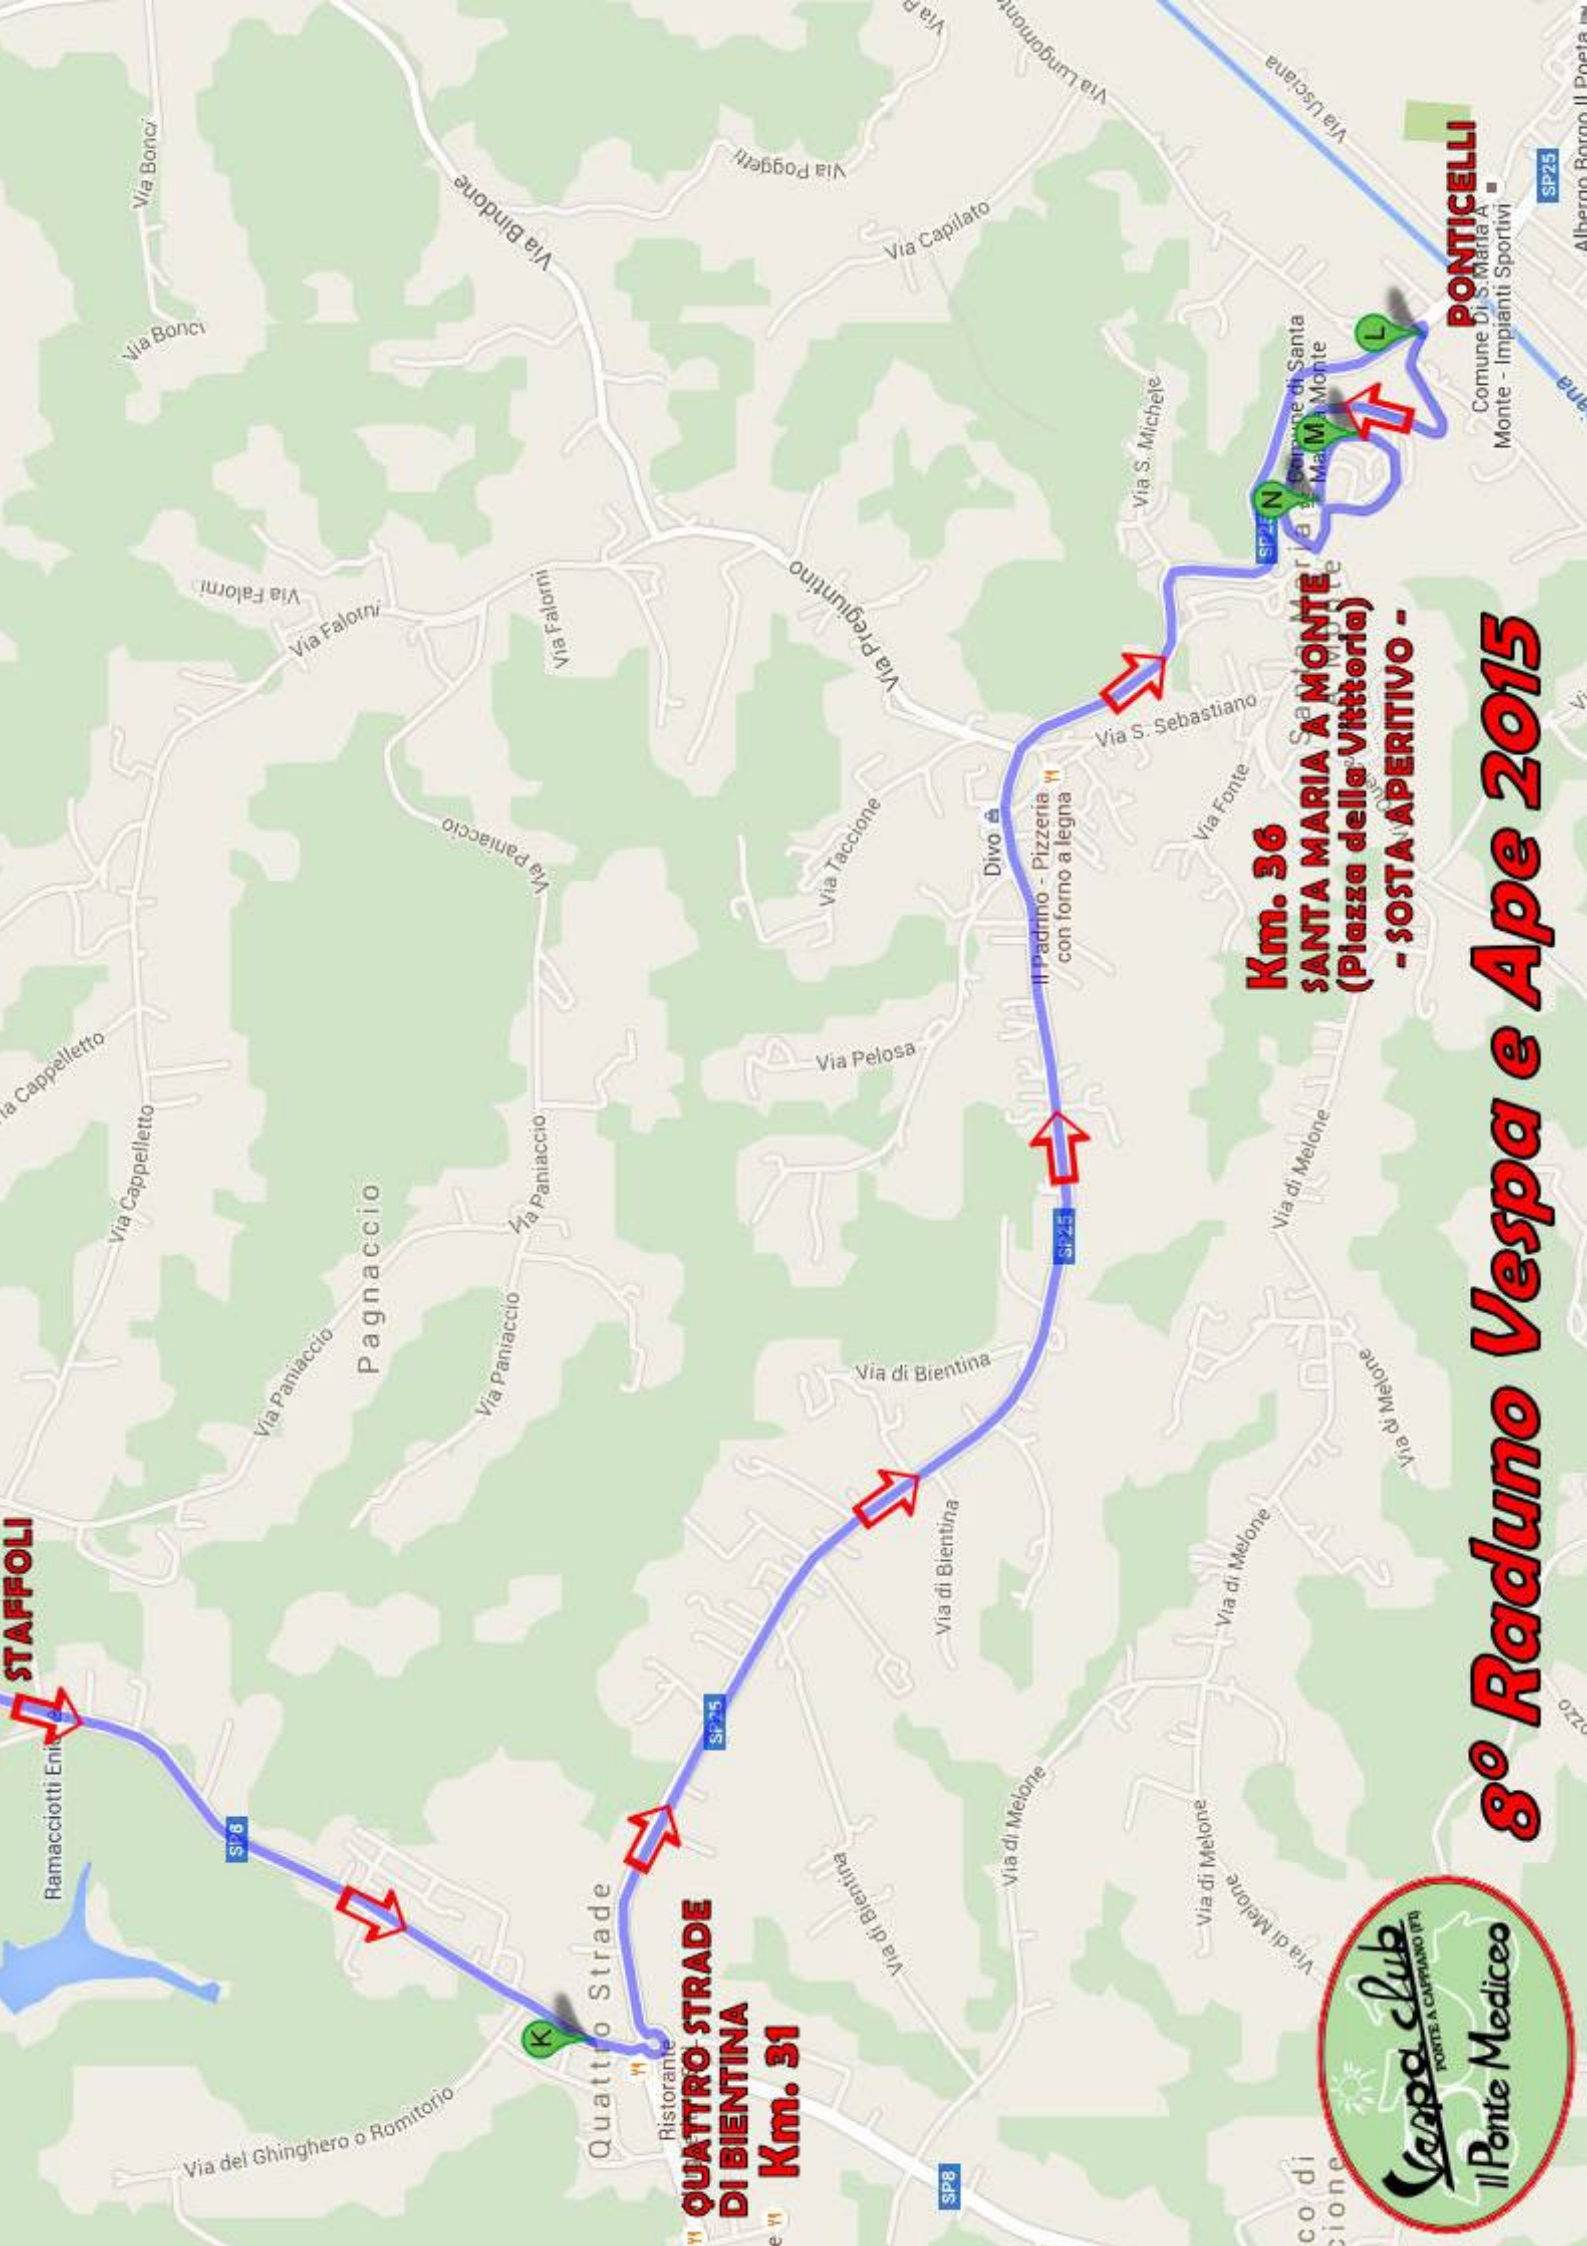 STAFFOLI
Ramacciotti
SP8
K
Via del Ghinghero o Romitorio
Quattro Strade
Ristorante
QUATTRO STRADE
DI BIENTINA
Km. 31
SP8
SP25
Via di Bientina
Via di Bientina
Via di Bientina
SP25
Via Paniaccio
Via Paniaccio
Via Paniaccio
Via Paniaccio
Pagnaccio
Via Cappelletto
Via Cappelletto
Via Pelosa
Via Taccione
Divo
Il Padrino - Pizzeria
con forno a legna
Via Falorni
Via Falorni
Via Falorni
Via Bonci
Via Bonci
Via Bindone
Via Pregiuntino
Via Poggetti
Via Capilato
Via Lungomonte
Via Usciana
Via S. Michele
Via S. Sebastiano
Via Fonte
SP25
N
M
L
Comune di Santa
Maria a Monte
PONTICELLI
Comune Di S.Maria A
Monte - Impianti Sportivi
SP25
Albergo Borgo Il Poeta
Km. 36
SANTA MARIA A MONTE
(Piazza della Vittoria)
- SOSTA APERITIVO -
Via di Melone
Via di Melone
Via di Melone
Via di Melone
Via di Melone
Via di Melone
8° Raduno Vespa e Ape 2015
Vespa Club
PONTE A CAPPIANO (FI)
Il Ponte Mediceo